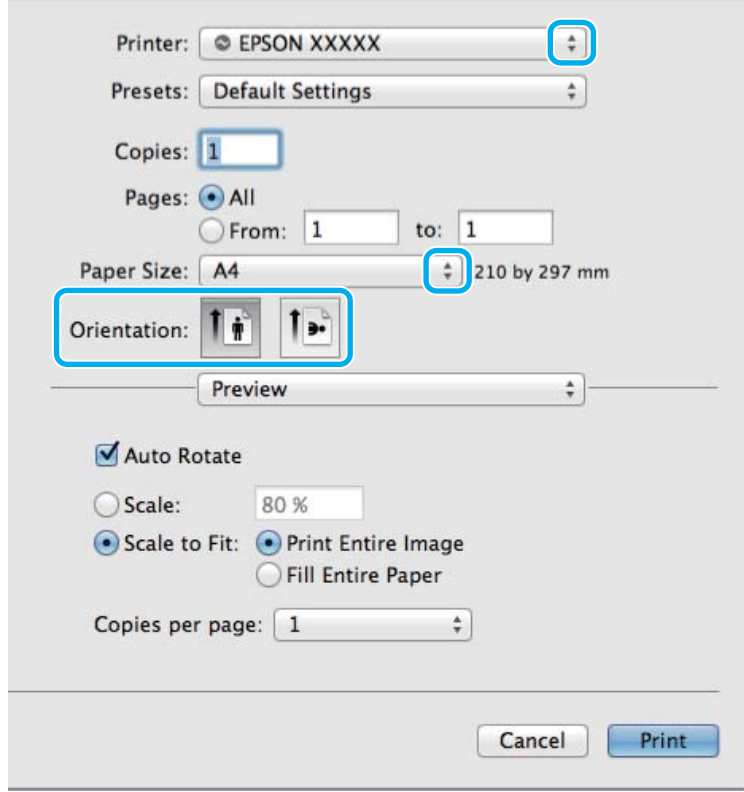 Printer: EPSON XXXXX
Presets: Default Settings
Copies: 1
Pages: All
From: 1 to: 1
Paper Size: A4 210 by 297 mm
Orientation:
Preview
Auto Rotate
Scale: 80 %
Scale to Fit: Print Entire Image
Fill Entire Paper
Copies per page: 1
Cancel Print